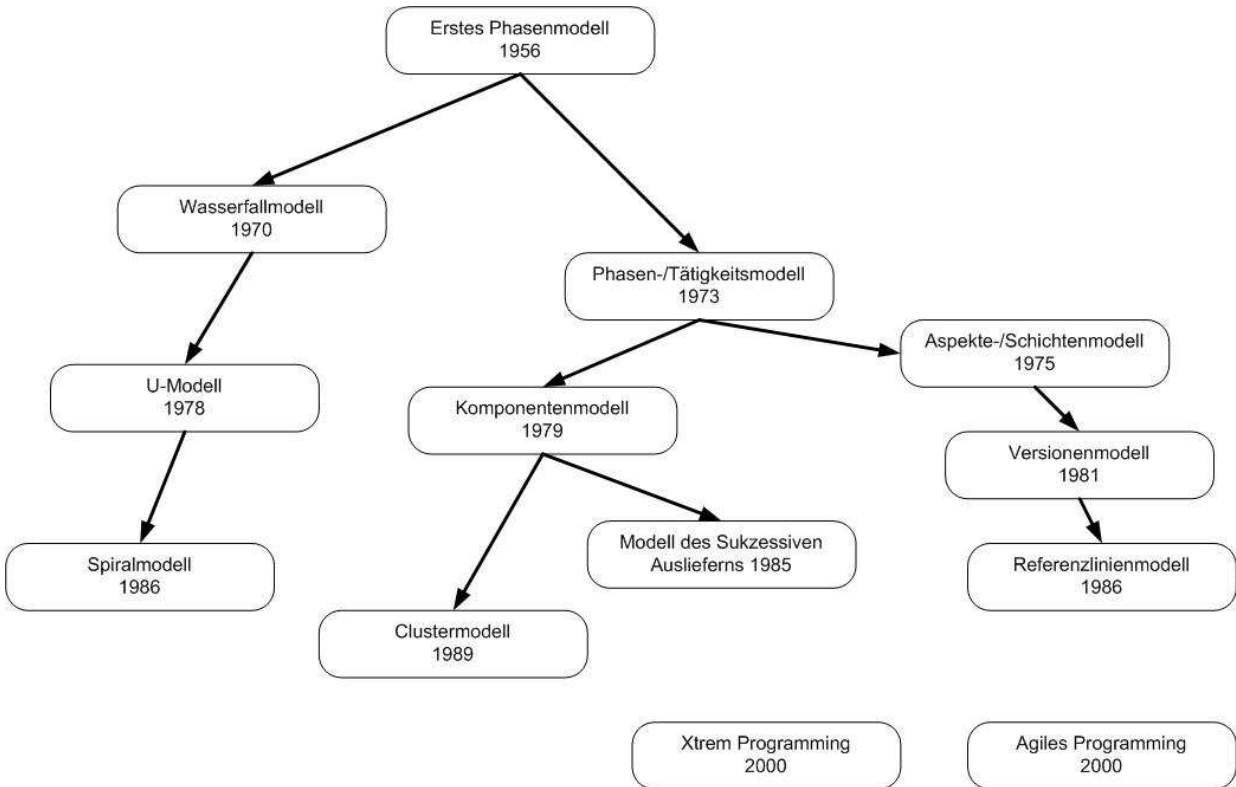 Erstes Phasenmodell
1956
Wasserfallmodell
1970
Phasen-/Tätigkeitsmodell
1973
Aspekte-/Schichtenmodell
1975
U-Modell
1978
Komponentenmodell
1979
Versionenmodell
1981
Modell des Sukzessiven
Auslieferns 1985
Spiralmodell
1986
Referenzlinienmodell
1986
Clustermodell
1989
Xtrem Programming
2000
Agiles Programming
2000